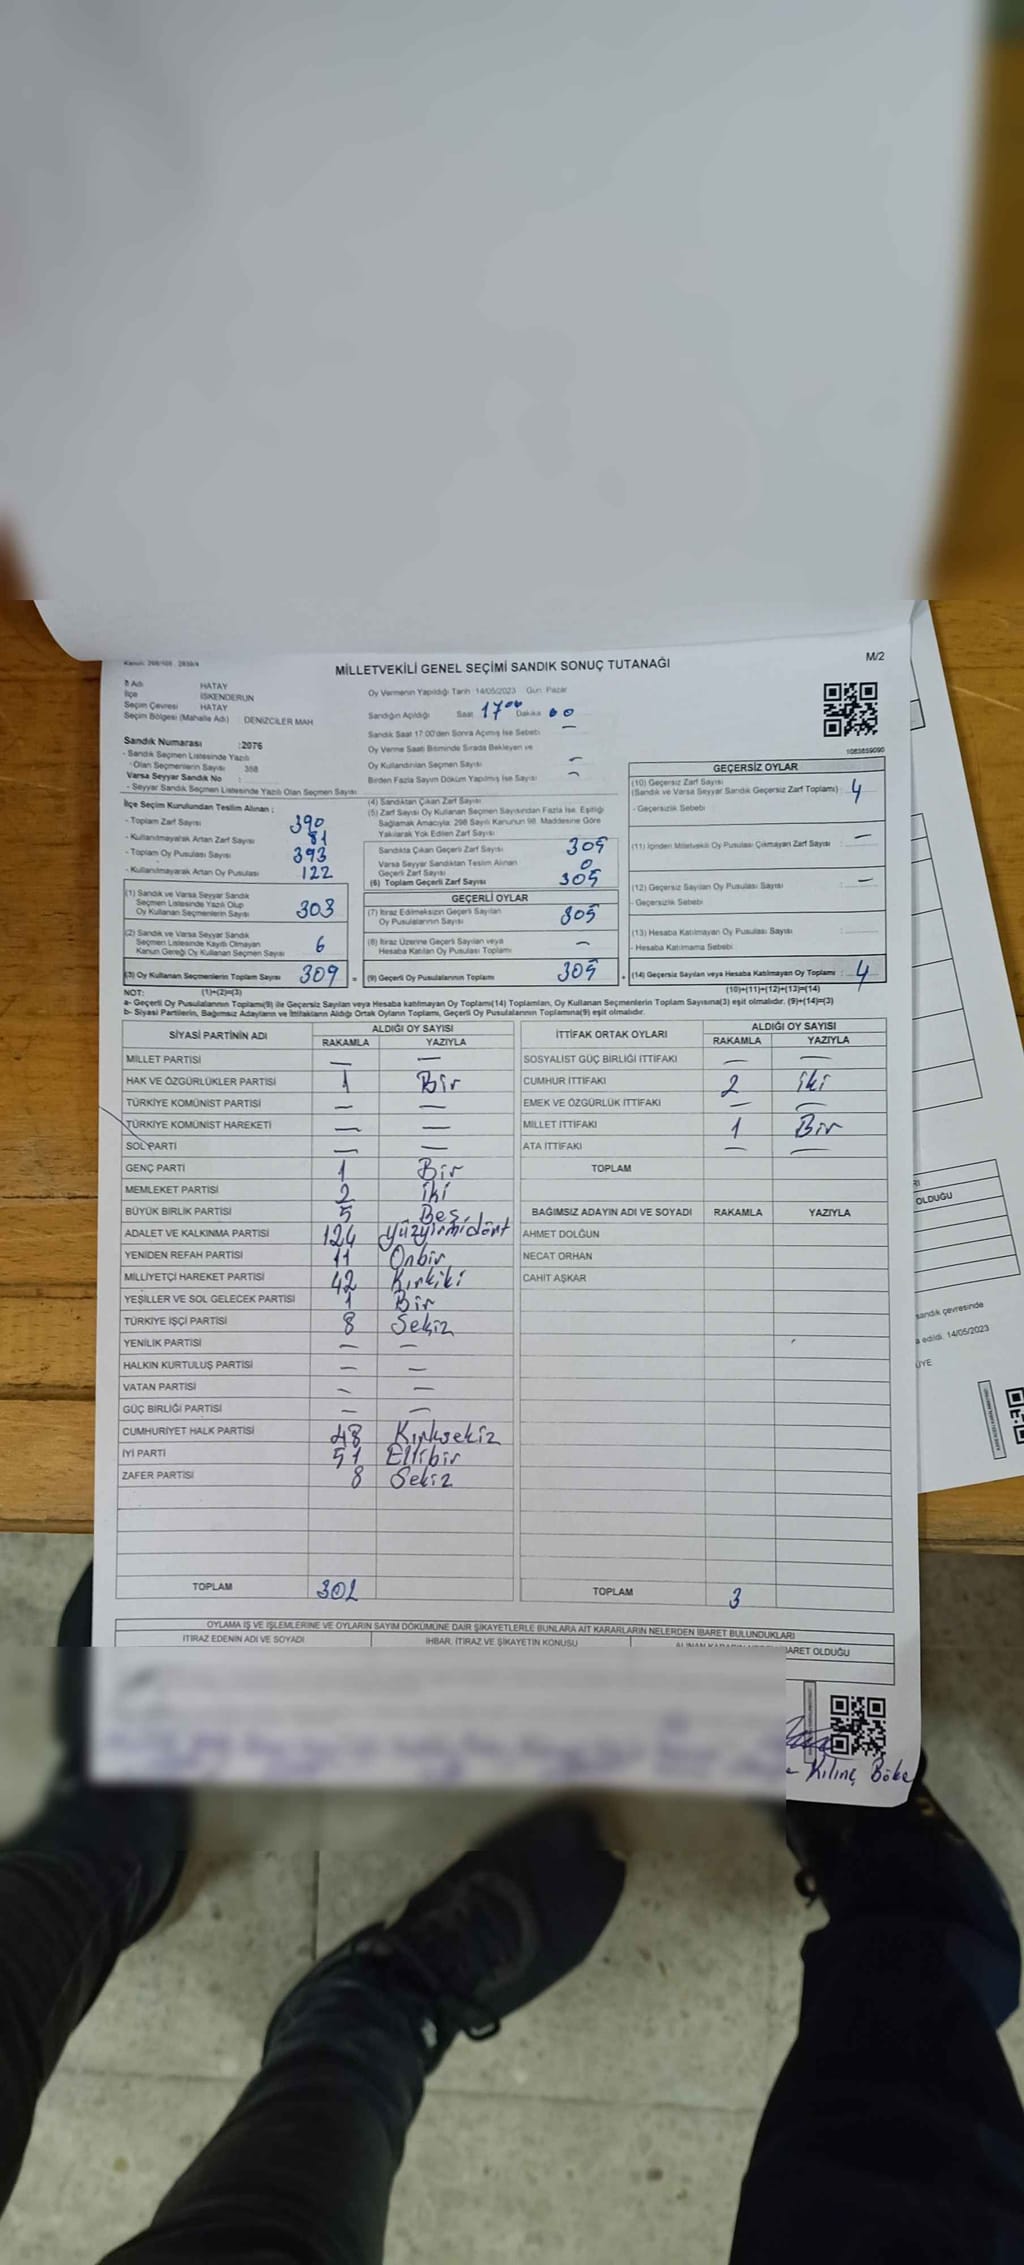 Kanun: 298/105 . 2839/4
MİLLETVEKİLİ GENEL SEÇİMİ SANDIK SONUÇ TUTANAĞI
M/2
İl Adı HATAY
İlçe İSKENDERUN
Seçim Çevresi HATAY
Seçim Bölgesi (Mahalle Adı) DENİZCİLER MAH
Sandık Numarası :2076
- Sandık Seçmen Listesinde Yazılı
Olan Seçmenlerin Sayısı 388
Varsa Seyyar Sandık No :
- Seyyar Sandık Seçmen Listesinde Yazılı Olan Seçmen Sayısı
Oy Vermenin Yapıldığı Tarih 14/05/2023 Gün: Pazar
Sandığın Açıldığı Saat 17⁰⁰ Dakika 00
Sandık Saat 17:00'den Sonra Açılmış İse Sebebi —
Oy Verme Saati Bitiminde Sırada Bekleyen ve
Oy Kullandırılan Seçmen Sayısı —
Birden Fazla Sayım Döküm Yapılmış İse Sayısı —
1083859090
İlçe Seçim Kurulundan Teslim Alınan :
- Toplam Zarf Sayısı 390
- Kullanılmayarak Artan Zarf Sayısı 81
- Toplam Oy Pusulası Sayısı 393
- Kullanılmayarak Artan Oy Pusulası 122
(1) Sandık ve Varsa Seyyar Sandık
Seçmen Listesinde Yazılı Olup
Oy Kullanan Seçmenlerin Sayısı 303
(2) Sandık ve Varsa Seyyar Sandık
Seçmen Listesinde Kaydı Olmayan
Kanun Gereği Oy Kullanan Seçmen Sayısı 6
(3) Oy Kullanan Seçmenlerin Toplam Sayısı 309 =
(4) Sandıktan Çıkan Zarf Sayısı
(5) Zarf Sayısı Oy Kullanan Seçmen Sayısından Fazla İse, Eşitliği
Sağlamak Amacıyla; 298 Sayılı Kanunun 98. Maddesine Göre
Yakılarak Yok Edilen Zarf Sayısı
Sandıkta Çıkan Geçerli Zarf Sayısı 305
Varsa Seyyar Sandıktan Teslim Alınan
Geçerli Zarf Sayısı 0
(6) Toplam Geçerli Zarf Sayısı 305
GEÇERLİ OYLAR
(7) İtiraz Edilmeksizin Geçerli Sayılan
Oy Pusulalarının Sayısı 305
(8) İtiraz Üzerine Geçerli Sayılan veya
Hesaba Katılan Oy Pusulası Toplamı —
(9) Geçerli Oy Pusulalarının Toplamı 305 +
GEÇERSİZ OYLAR
(10) Geçersiz Zarf Sayısı
(Sandık ve Varsa Seyyar Sandık Geçersiz Zarf Toplamı) : 4
- Geçersizlik Sebebi
(11) İçinden Milletvekili Oy Pusulası Çıkmayan Zarf Sayısı : —
(12) Geçersiz Sayılan Oy Pusulası Sayısı : —
- Geçersizlik Sebebi
(13) Hesaba Katılmayan Oy Pusulası Sayısı :
- Hesaba Katılmama Sebebi
(14) Geçersiz Sayılan veya Hesaba Katılmayan Oy Toplamı : 4
NOT: (1)+(2)=(3)
(10)+(11)+(12)+(13)=(14)
a- Geçerli Oy Pusulalarının Toplamı(9) ile Geçersiz Sayılan veya Hesaba katılmayan Oy Toplamı(14) Toplamları, Oy Kullanan Seçmenlerin Toplam Sayısına(3) eşit olmalıdır. (9)+(14)=(3)
b- Siyasi Partilerin, Bağımsız Adayların ve İttifakların Aldığı Ortak Oyların Toplamı, Geçerli Oy Pusulalarının Toplamına(9) eşit olmalıdır.
SİYASİ PARTİNİN ADI ALDIĞI OY SAYISI
RAKAMLA YAZIYLA
MİLLET PARTİSİ — —
HAK VE ÖZGÜRLÜKLER PARTİSİ 1 Bir
TÜRKİYE KOMÜNİST PARTİSİ — —
TÜRKİYE KOMÜNİST HAREKETİ — —
SOL PARTİ — —
GENÇ PARTİ 1 Bir
MEMLEKET PARTİSİ 2 iki
BÜYÜK BİRLİK PARTİSİ 5 Beş
ADALET VE KALKINMA PARTİSİ 124 yüzyirmidört
YENİDEN REFAH PARTİSİ 11 Onbir
MİLLİYETÇİ HAREKET PARTİSİ 42 Kırkiki
YEŞİLLER VE SOL GELECEK PARTİSİ 1 Bir
TÜRKİYE İŞÇİ PARTİSİ 8 Sekiz
YENİLİK PARTİSİ — —
HALKIN KURTULUŞ PARTİSİ — —
VATAN PARTİSİ — —
GÜÇ BİRLİĞİ PARTİSİ — —
CUMHURİYET HALK PARTİSİ 48 Kırksekiz
İYİ PARTİ 51 Ellibir
ZAFER PARTİSİ 8 Sekiz
TOPLAM 302
İTTİFAK ORTAK OYLARI ALDIĞI OY SAYISI
RAKAMLA YAZIYLA
SOSYALİST GÜÇ BİRLİĞİ İTTİFAKI — —
CUMHUR İTTİFAKI 2 iki
EMEK VE ÖZGÜRLÜK İTTİFAKI — —
MİLLET İTTİFAKI 1 Bir
ATA İTTİFAKI — —
TOPLAM
BAĞIMSIZ ADAYIN ADI VE SOYADI RAKAMLA YAZIYLA
AHMET DOLĞUN
NECAT ORHAN
CAHİT AŞKAR
TOPLAM 3
OYLAMA İŞ VE İŞLEMLERİNE VE OYLARIN SAYIM DÖKÜMÜNE DAİR ŞİKAYETLERLE BUNLARA AİT KARARLARIN NELERDEN İBARET BULUNDUKLARI
İTİRAZ EDENİN ADI VE SOYADI İHBAR, İTİRAZ VE ŞİKAYETİN KONUSU
İBARET OLDUĞU
Kılınç Böke
OLDUĞU
sandık çevresinde
edildi. 14/05/2023
ÜYE